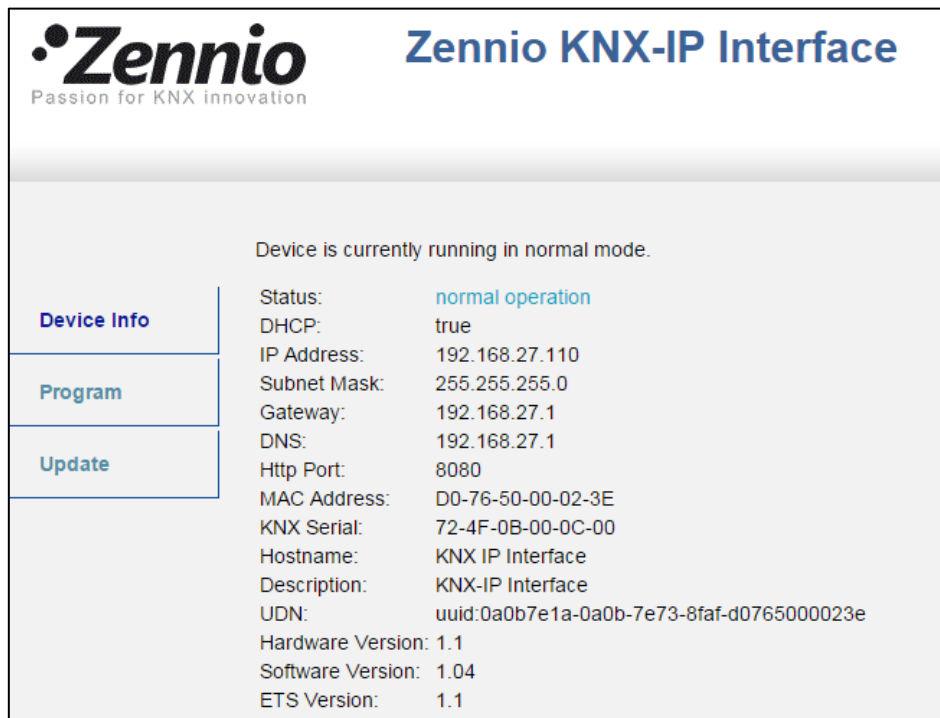 Zennio
Passion for KNX innovation
Zennio KNX-IP Interface
Device is currently running in normal mode.
Device Info
Program
Update
Status: normal operation
DHCP: true
IP Address: 192.168.27.110
Subnet Mask: 255.255.255.0
Gateway: 192.168.27.1
DNS: 192.168.27.1
Http Port: 8080
MAC Address: D0-76-50-00-02-3E
KNX Serial: 72-4F-0B-00-0C-00
Hostname: KNX IP Interface
Description: KNX-IP Interface
UDN: uuid:0a0b7e1a-0a0b-7e73-8faf-d0765000023e
Hardware Version: 1.1
Software Version: 1.04
ETS Version: 1.1